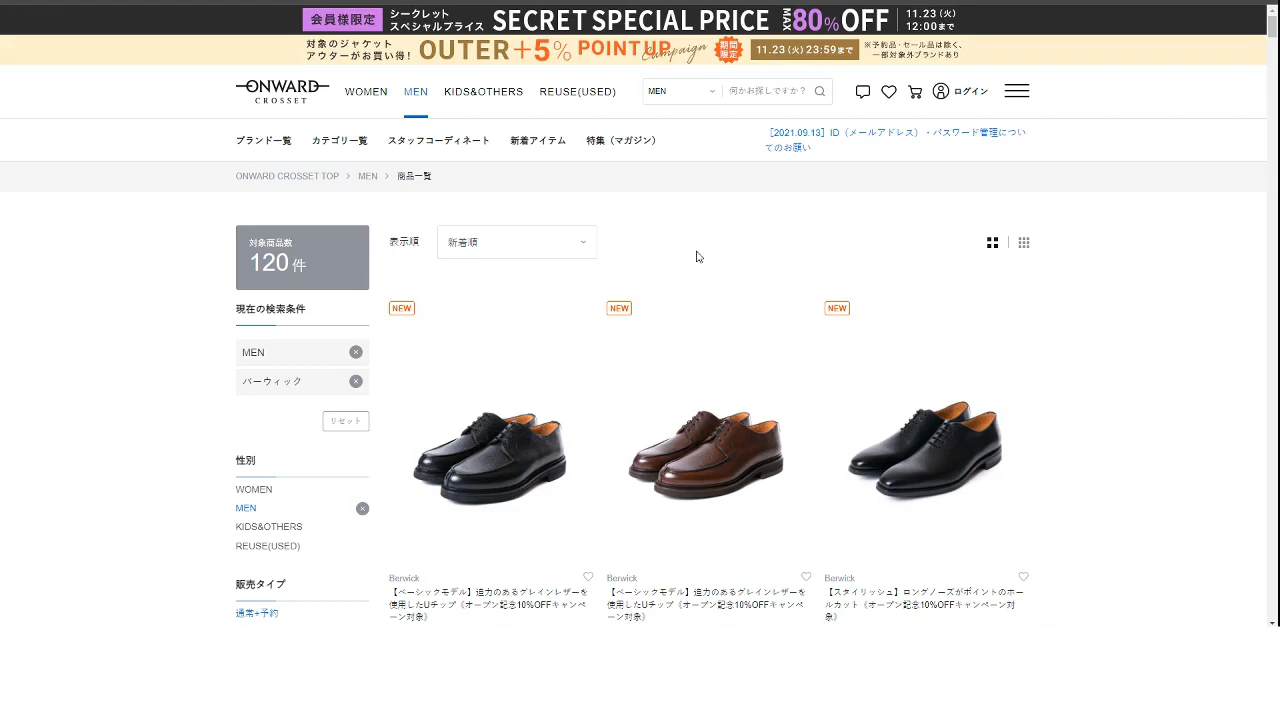 会員様限定 シークレット スペシャルプライス SECRET SPECIAL PRICE MAX 80%OFF 11.23 (火) 12:00まで
対象のジャケット アウターがお買い得! OUTER+5% POINT UP Campaign 期間限定 11.23 (火) 23:59まで ※予約品・セール品は除く、一部対象外ブランドあり
ONWARD CROSSET
WOMEN MEN KIDS&OTHERS REUSE(USED)
MEN 何かお探しですか？
ログイン
ブランド一覧 カテゴリ一覧 スタッフコーディネート 新着アイテム 特集（マガジン）
［2021.09.13］ID（メールアドレス）・パスワード管理につい
てのお願い
ONWARD CROSSET TOP > MEN > 商品一覧
対象商品数
120 件
表示順 新着順
現在の検索条件
MEN
バーウィック
リセット
性別
WOMEN
MEN
KIDS&OTHERS
REUSE(USED)
販売タイプ
通常+予約
NEW
Berwick
【ベーシックモデル】迫力のあるグレインレザーを
使用したUチップ《オープン記念10%OFFキャンペ
ーン対象》
NEW
Berwick
【ベーシックモデル】迫力のあるグレインレザーを
使用したUチップ《オープン記念10%OFFキャンペ
ーン対象》
NEW
Berwick
【スタイリッシュ】ロングノーズがポイントのホー
ルカット《オープン記念10%OFFキャンペーン対
象》